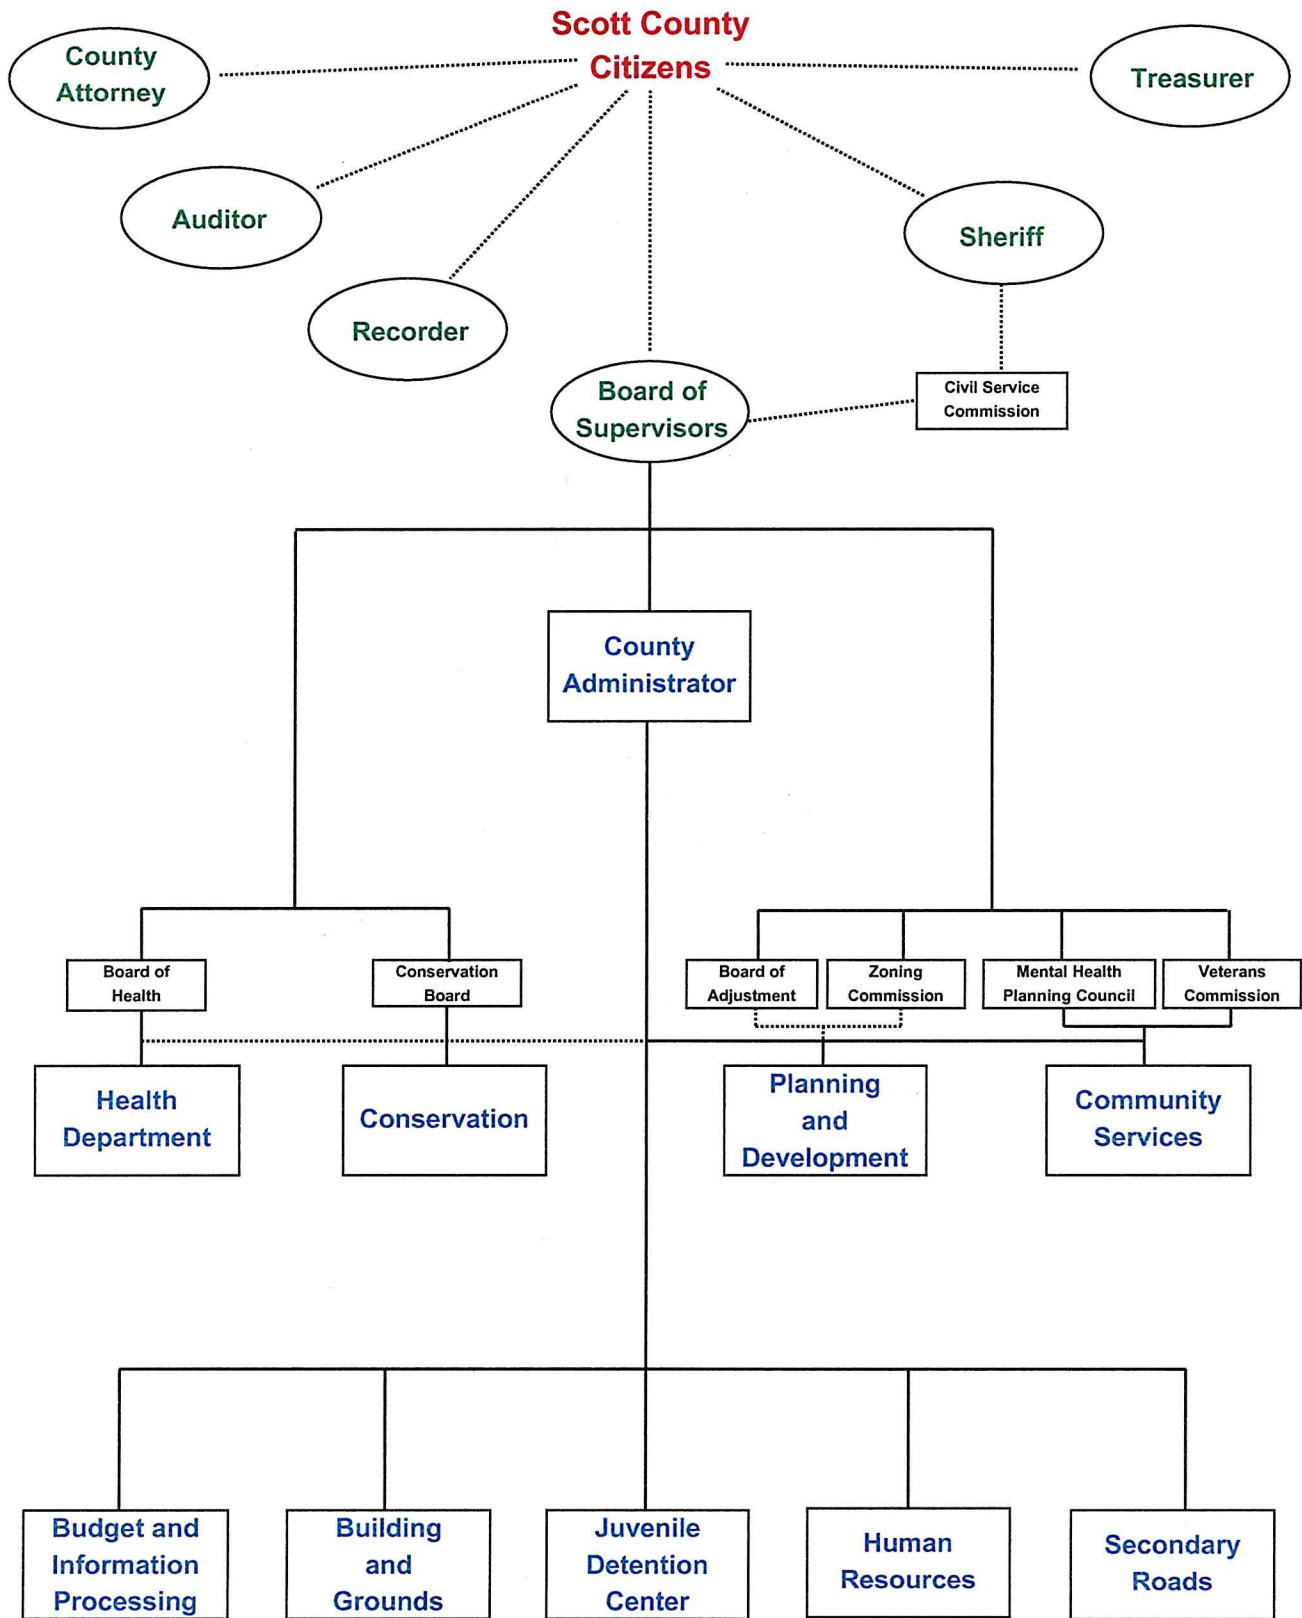 Scott County
Citizens
County
Attorney
Treasurer
Auditor
Sheriff
Recorder
Board of
Supervisors
Civil Service
Commission
County
Administrator
Board of
Health
Conservation
Board
Board of
Adjustment
Zoning
Commission
Mental Health
Planning Council
Veterans
Commission
Health
Department
Conservation
Planning
and
Development
Community
Services
Budget and
Information
Processing
Building
and
Grounds
Juvenile
Detention
Center
Human
Resources
Secondary
Roads